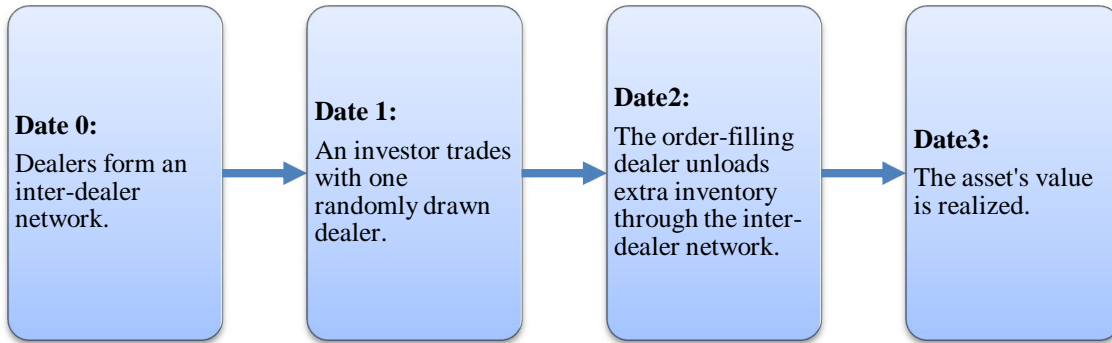 Date 0:
Dealers form an
inter-dealer
network.
Date 1:
An investor trades
with one
randomly drawn
dealer.
Date2:
The order-filling
dealer unloads
extra inventory
through the inter-
dealer network.
Date3:
The asset's value
is realized.